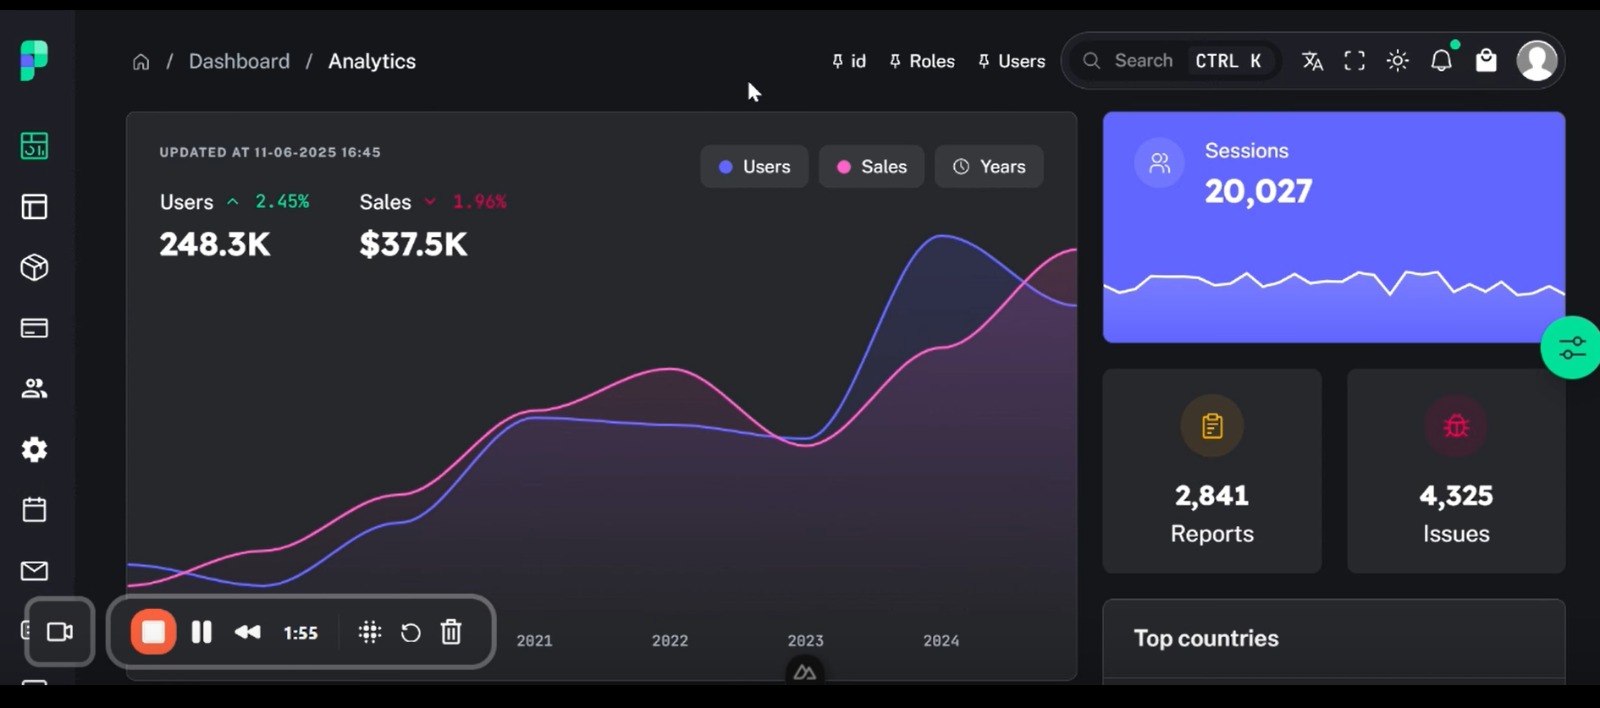 / Dashboard / Analytics
id Roles Users
Search CTRL K
UPDATED AT 11-06-2025 16:45
Users Sales Years
Users 2.45% Sales 1.96%
248.3K $37.5K
2021 2022 2023 2024
1:55
Sessions
20,027
2,841
Reports
4,325
Issues
Top countries